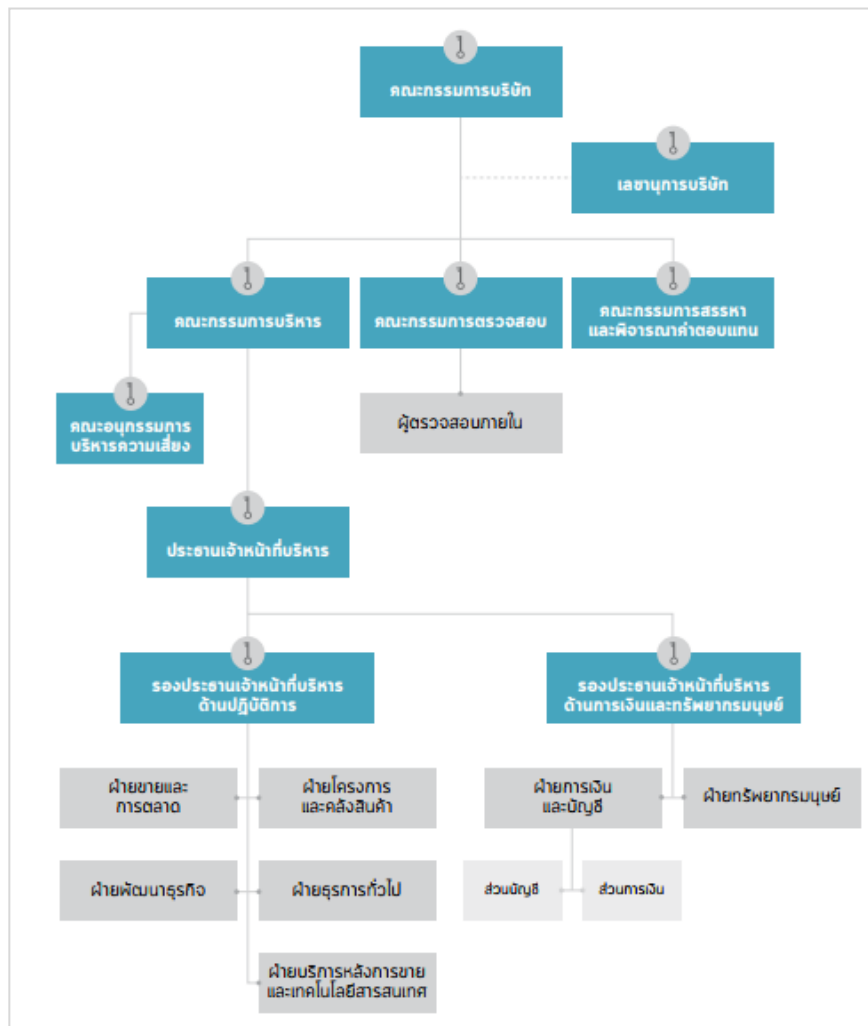 คณะกรรมการบริษัท
เลขานุการบริษัท
คณะกรรมการบริหาร
คณะกรรมการตรวจสอบ
คณะกรรมการสรรหา
และพิจารณาค่าตอบแทน
คณะอนุกรรมการ
บริหารความเสี่ยง
ผู้ตรวจสอบภายใน
ประธานเจ้าหน้าที่บริหาร
รองประธานเจ้าหน้าที่บริหาร
ด้านปฏิบัติการ
รองประธานเจ้าหน้าที่บริหาร
ด้านการเงินและทรัพยากรมนุษย์
ฝ่ายขายและ
การตลาด
ฝ่ายโครงการ
และคลังสินค้า
ฝ่ายการเงิน
และบัญชี
ฝ่ายทรัพยากรมนุษย์
ฝ่ายพัฒนาธุรกิจ
ฝ่ายธุรการทั่วไป
ส่วนบัญชี
ส่วนการเงิน
ฝ่ายบริการหลังการขาย
และเทคโนโลยีสารสนเทศ